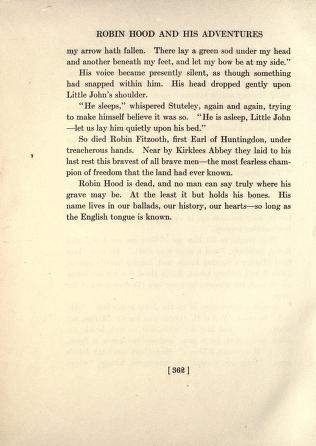 ROBIN HOOD AND HIS ADVENTURES
my arrow hath fallen. There lay a green sod under my head
and another beneath my feet, and let my bow be at my side."
His voice became presently silent, as though something
had snapped within him. His head dropped gently upon
Little John's shoulder.
"He sleeps," whispered Stuteley, again and again, trying
to make himself believe it was so. "He is asleep, Little John
—let us lay him quietly upon his bed."
So died Robin Fitzooth, first Earl of Huntingdon, under
treacherous hands. Near by Kirklees Abbey they laid to his
last rest this bravest of all brave men—the most fearless cham-
pion of freedom that the land had ever known.
Robin Hood is dead, and no man can say truly where his
grave may be. At the least it but holds his bones. His
name lives in our ballads, our history, our hearts—so long as
the English tongue is known.
[ 362 ]